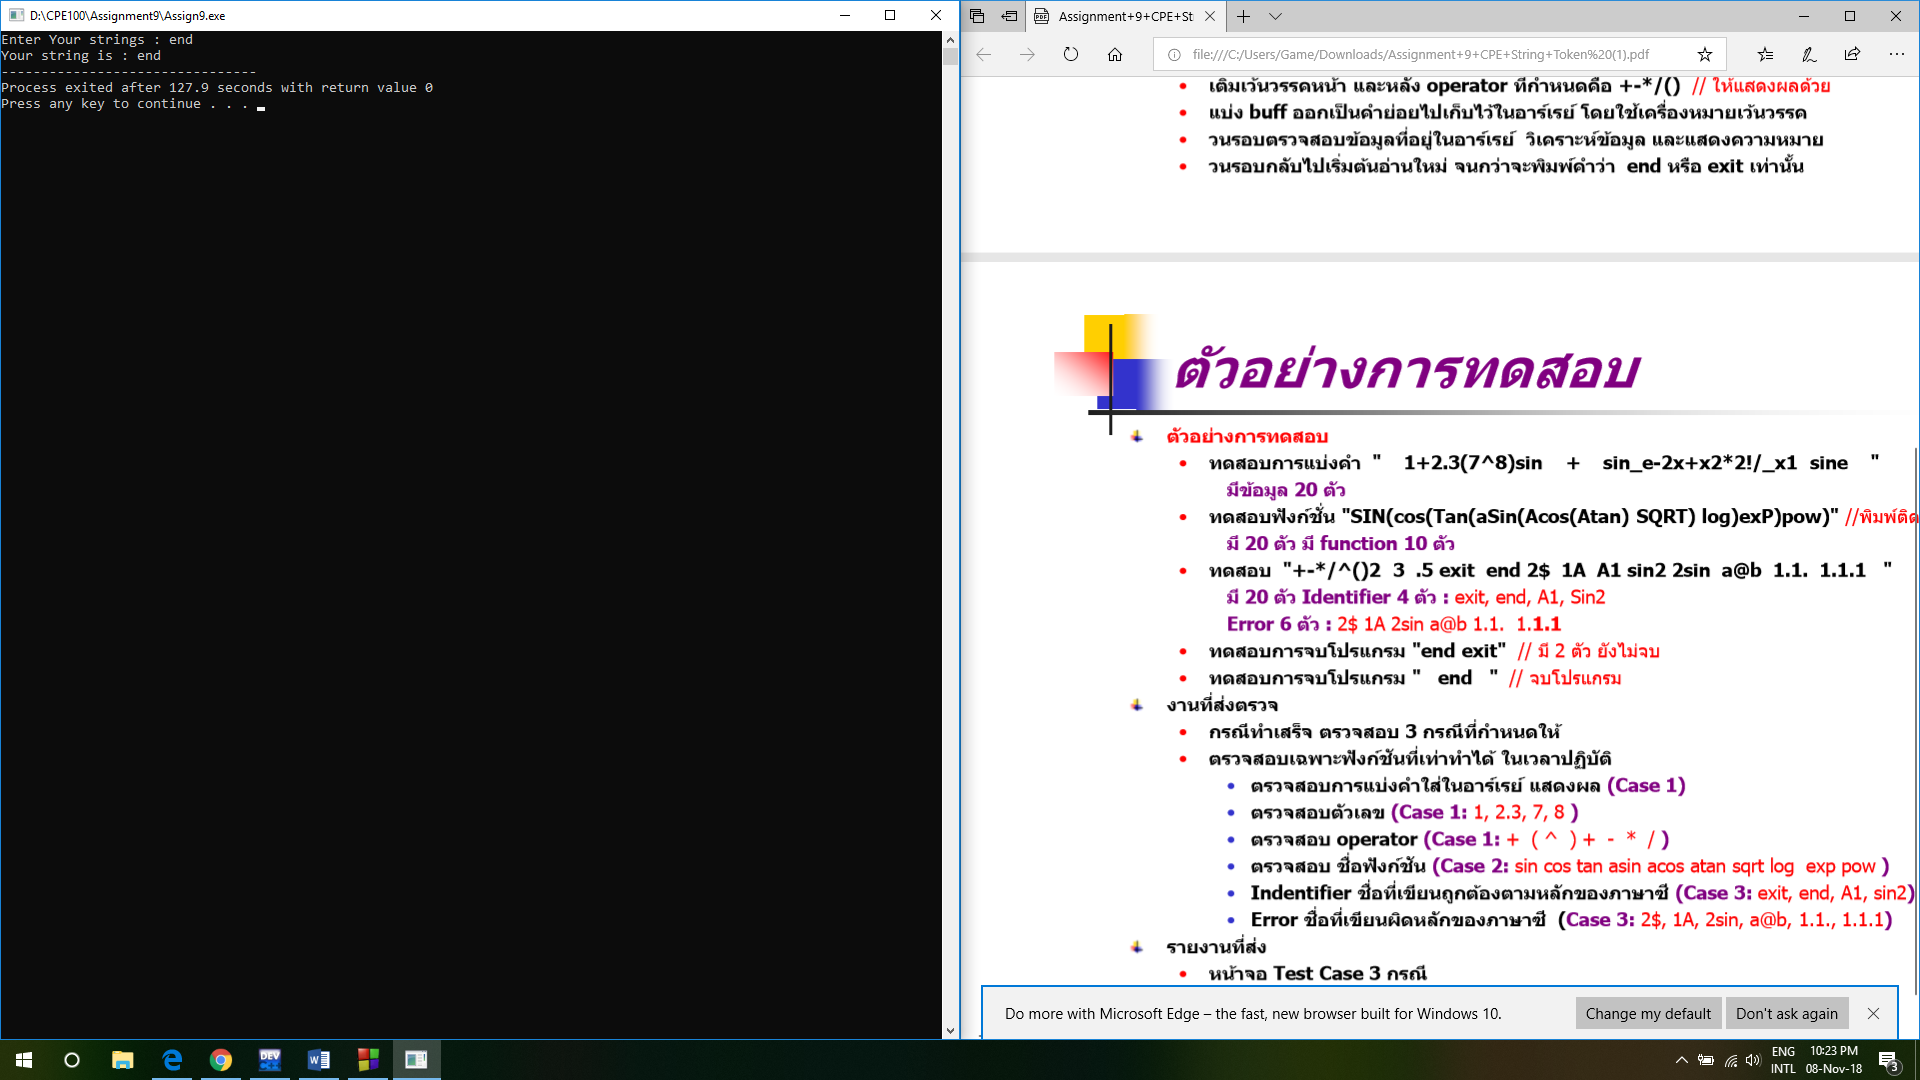 D:\CPE100\Assignment9\Assign9.exe
Enter Your strings : end
Your string is : end
--------------------------------
Process exited after 127.9 seconds with return value 0
Press any key to continue . . .
Assignment+9+CPE+St
file:///C:/Users/Game/Downloads/Assignment+9+CPE+String+Token%20(1).pdf
เติมเว้นวรรคหน้า และหลัง operator ที่กำหนดคือ +-*/() // ให้แสดงผลด้วย
แบ่ง buff ออกเป็นคำย่อยไปเก็บไว้ในอาร์เรย์ โดยใช้เครื่องหมายเว้นวรรค
วนรอบตรวจสอบข้อมูลที่อยู่ในอาร์เรย์ วิเคราะห์ข้อมูล และแสดงความหมาย
วนรอบกลับไปเริ่มต้นอ่านใหม่ จนกว่าจะพิมพ์คำว่า end หรือ exit เท่านั้น
ตัวอย่างการทดสอบ
ตัวอย่างการทดสอบ
ทดสอบการแบ่งคำ " 1+2.3(7^8)sin + sin_e-2x+x2*2!/_x1 sine "
มีข้อมูล 20 ตัว
ทดสอบฟังก์ชั่น "SIN(cos(Tan(aSin(Acos(Atan) SQRT) log)exP)pow)" //พิมพ์ติด
มี 20 ตัว มี function 10 ตัว
ทดสอบ "+-*/^()2 3 .5 exit end 2$ 1A A1 sin2 2sin a@b 1.1. 1.1.1 "
มี 20 ตัว Identifier 4 ตัว : exit, end, A1, Sin2
Error 6 ตัว : 2$ 1A 2sin a@b 1.1. 1.1.1
ทดสอบการจบโปรแกรม "end exit" // มี 2 ตัว ยังไม่จบ
ทดสอบการจบโปรแกรม " end " // จบโปรแกรม
งานที่ส่งตรวจ
กรณีทำเสร็จ ตรวจสอบ 3 กรณีที่กำหนดให้
ตรวจสอบเฉพาะฟังก์ชันที่เท่าทำได้ ในเวลาปฏิบัติ
ตรวจสอบการแบ่งคำใส่ในอาร์เรย์ แสดงผล (Case 1)
ตรวจสอบตัวเลข (Case 1: 1, 2.3, 7, 8 )
ตรวจสอบ operator (Case 1: + ( ^ ) + - * / )
ตรวจสอบ ชื่อฟังก์ชัน (Case 2: sin cos tan asin acos atan sqrt log exp pow )
Indentifier ชื่อที่เขียนถูกต้องตามหลักของภาษาซี (Case 3: exit, end, A1, sin2)
Error ชื่อที่เขียนผิดหลักของภาษาซี (Case 3: 2$, 1A, 2sin, a@b, 1.1., 1.1.1)
รายงานที่ส่ง
หน้าจอ Test Case 3 กรณี
Do more with Microsoft Edge – the fast, new browser built for Windows 10.
Change my default
Don't ask again
DEV
ENG
INTL
10:23 PM
08-Nov-18
3